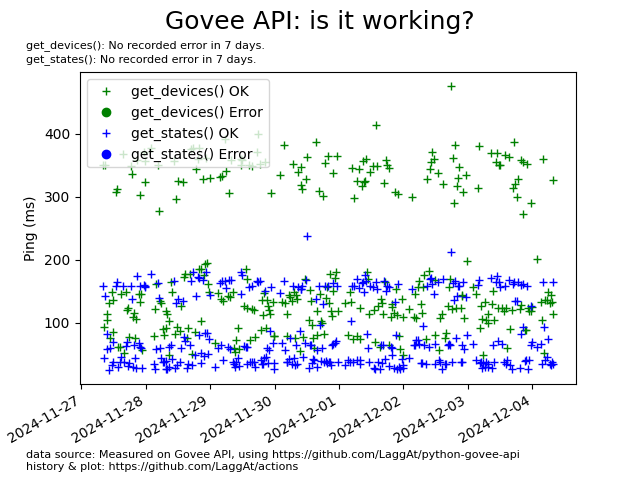 Govee API: is it working?
get_devices(): No recorded error in 7 days.
get_states(): No recorded error in 7 days.
get_devices() OK
get_devices() Error
get_states() OK
get_states() Error
Ping (ms)
400
300
200
100
2024-11-27
2024-11-28
2024-11-29
2024-11-30
2024-12-01
2024-12-02
2024-12-03
2024-12-04
data source: Measured on Govee API, using https://github.com/LaggAt/python-govee-api
history & plot: https://github.com/LaggAt/actions